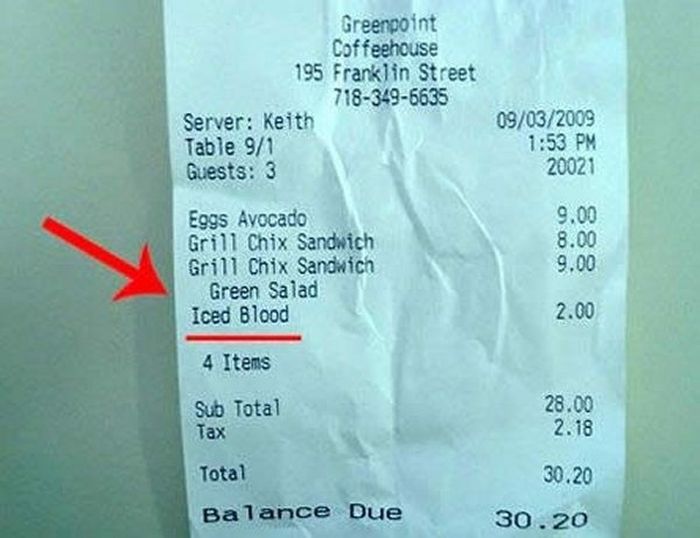 Greenpoint
Coffeehouse
195 Franklin Street
718-349-6635
Server: Keith 09/03/2009
Table 9/1 1:53 PM
Guests: 3 20021
Eggs Avocado 9.00
Grill Chix Sandwich 8.00
Grill Chix Sandwich 9.00
Green Salad
Iced Blood 2.00
4 Items
Sub Total 28.00
Tax 2.18
Total 30.20
Balance Due 30.20